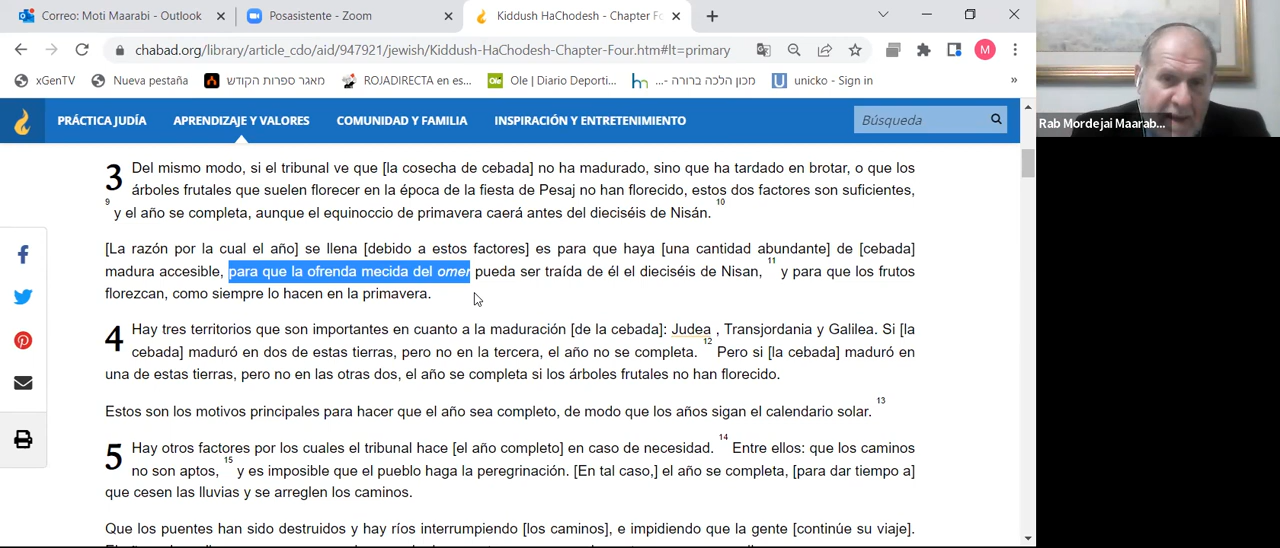 Correo: Moti Maarabi - Outlook
Posasistente - Zoom
Kiddush HaChodesh - Chapter Fo
chabad.org/library/article_cdo/aid/947921/jewish/Kiddush-HaChodesh-Chapter-Four.htm#lt=primary
M
xGenTV
Nueva pestaña
מאגר ספרות הקודש
ROJADIRECTA en es...
Ole | Diario Deporti...
מכון הלכה ברורה -...
unicko - Sign in
»
PRÁCTICA JUDÍA
APRENDIZAJE Y VALORES
COMUNIDAD Y FAMILIA
INSPIRACIÓN Y ENTRETENIMIENTO
Búsqueda
Rab Mordejai Maarab...
3 Del mismo modo, si el tribunal ve que [la cosecha de cebada] no ha madurado, sino que ha tardado en brotar, o que los
árboles frutales que suelen florecer en la época de la fiesta de Pesaj no han florecido, estos dos factores son suficientes,
9 y el año se completa, aunque el equinoccio de primavera caerá antes del dieciséis de Nisán. 10
[La razón por la cual el año] se llena [debido a estos factores] es para que haya [una cantidad abundante] de [cebada]
madura accesible, para que la ofrenda mecida del omer pueda ser traída de él el dieciséis de Nisan, 11 y para que los frutos
florezcan, como siempre lo hacen en la primavera.
4 Hay tres territorios que son importantes en cuanto a la maduración [de la cebada]: Judea , Transjordania y Galilea. Si [la
cebada] maduró en dos de estas tierras, pero no en la tercera, el año no se completa. 12 Pero si [la cebada] maduró en
una de estas tierras, pero no en las otras dos, el año se completa si los árboles frutales no han florecido.
Estos son los motivos principales para hacer que el año sea completo, de modo que los años sigan el calendario solar. 13
5 Hay otros factores por los cuales el tribunal hace [el año completo] en caso de necesidad. 14 Entre ellos: que los caminos
no son aptos, 15 y es imposible que el pueblo haga la peregrinación. [En tal caso,] el año se completa, [para dar tiempo a]
que cesen las lluvias y se arreglen los caminos.
Que los puentes han sido destruidos y hay ríos interrumpiendo [los caminos], e impidiendo que la gente [continúe su viaje].